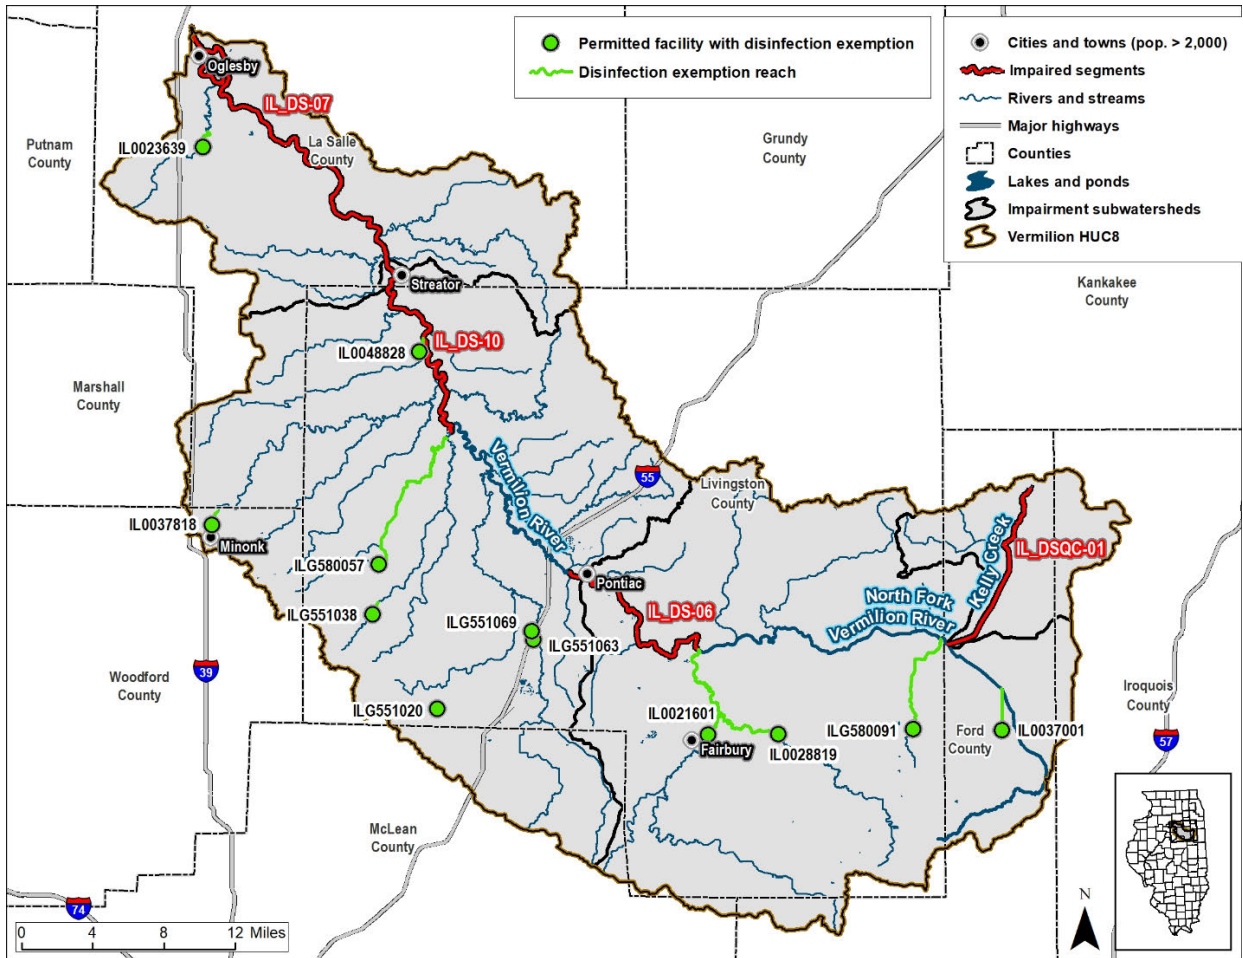 Permitted facility with disinfection exemption
Disinfection exemption reach
Cities and towns (pop. > 2,000)
Impaired segments
Rivers and streams
Major highways
Counties
Lakes and ponds
Impairment subwatersheds
Vermilion HUC8
Oglesby
IL_DS-07
Putnam
County
IL0023639
La Salle
County
Grundy
County
Streator
Kankakee
County
IL0048828
IL_DS-10
Marshall
County
Vermilion River
55
Livingston
County
IL0037818
Minonk
ILG580057
Pontiac
Kelly Creek
IL_DSQC-01
ILG551038
ILG551069
ILG551063
IL_DS-06
North Fork
Vermilion River
39
Woodford
County
ILG551020
IL0021601
Fairbury
IL0028819
ILG580091
Ford
County
IL0037001
Iroquois
County
57
McLean
County
74
0 4 8 12 Miles
N